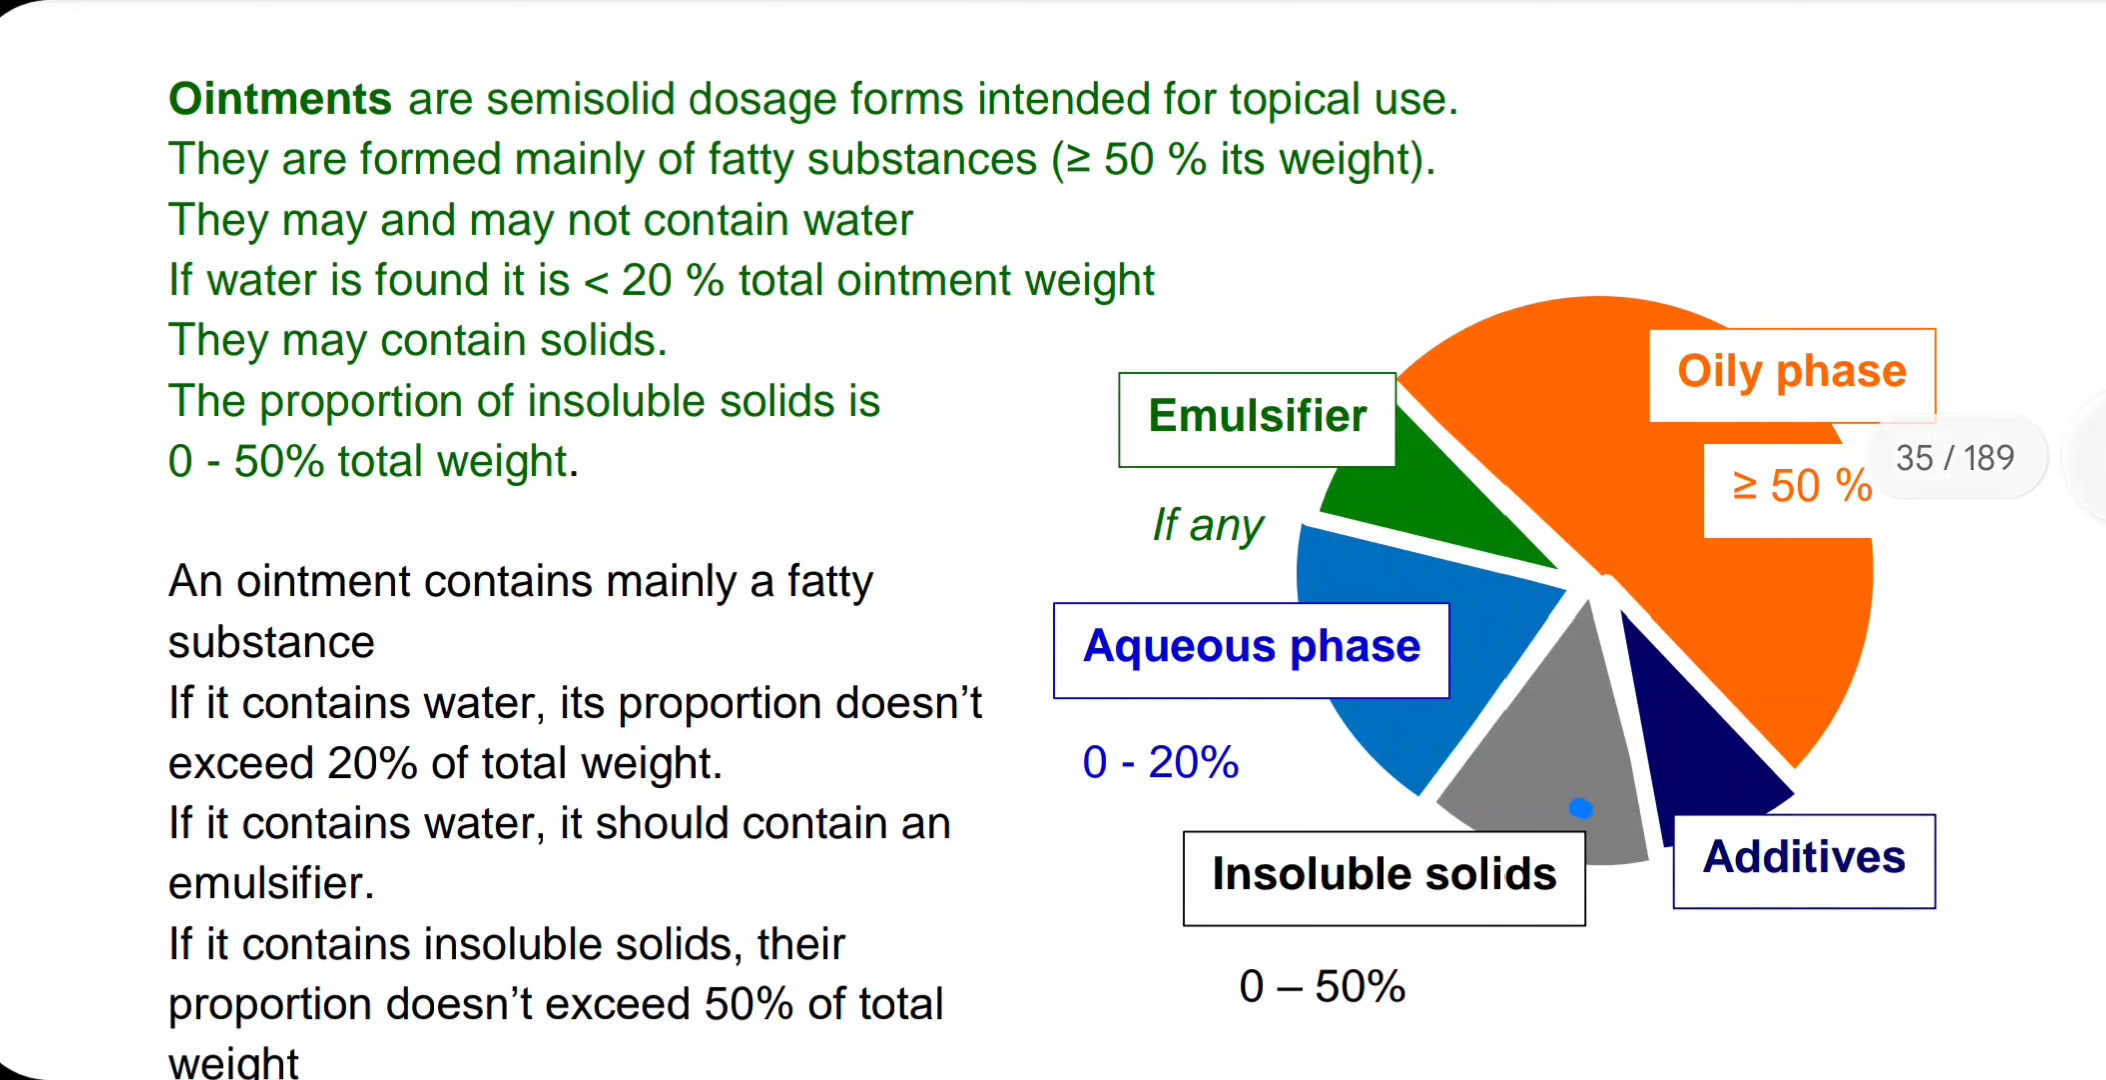 Ointments are semisolid dosage forms intended for topical use.
They are formed mainly of fatty substances (≥ 50 % its weight).
They may and may not contain water
If water is found it is < 20 % total ointment weight
They may contain solids.
The proportion of insoluble solids is
0 - 50% total weight.
An ointment contains mainly a fatty
substance
If it contains water, its proportion doesn’t
exceed 20% of total weight.
If it contains water, it should contain an
emulsifier.
If it contains insoluble solids, their
proportion doesn’t exceed 50% of total
weight
Oily phase
≥ 50 %
35 / 189
Emulsifier
If any
Aqueous phase
0 - 20%
Insoluble solids
0 – 50%
Additives